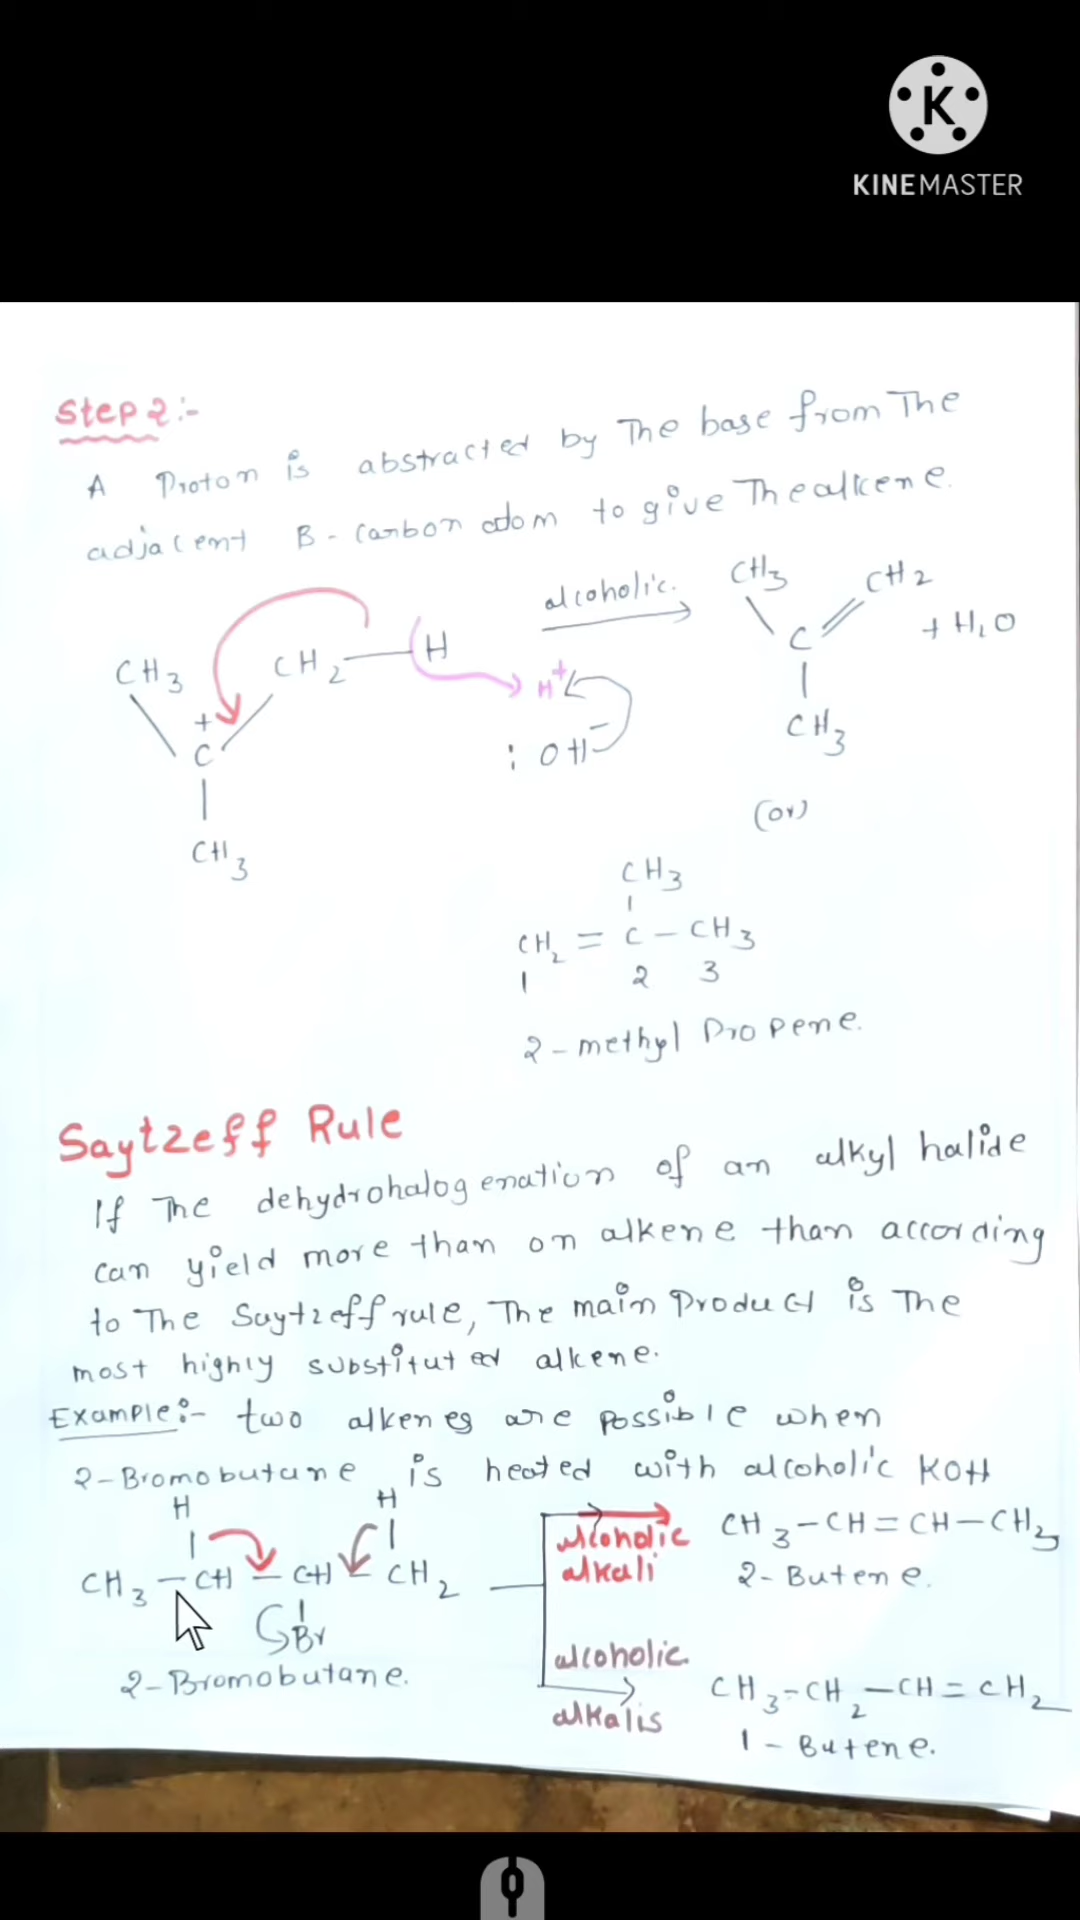 K
KINEMASTER
Step 2:-
A Proton is abstracted by The base from The
adjacent B-carbon atom to give The alkene.
CH3 CH2 — H alcoholic. CH3 CH2
+ C H+ C + H2O
: OH− CH3
CH3
(or)
CH3
CH2 = C - CH3
1 2 3
2-methyl Propene.
Saytzeff Rule
If The dehydrohalogenation of an alkyl halide
can yield more than on alkene than according
to The Saytzeff rule, The main Product is The
most highly substituted alkene.
Example:- two alkenes are possible when
2-Bromobutane is heated with alcoholic KOH
H H
CH3 - CH - CH - CH2
Br
2-Bromobutane.
alcoholic
alkali
CH3-CH=CH-CH3
2-Butene.
alcoholic.
alkalis
CH3-CH2-CH=CH2
1-Butene.